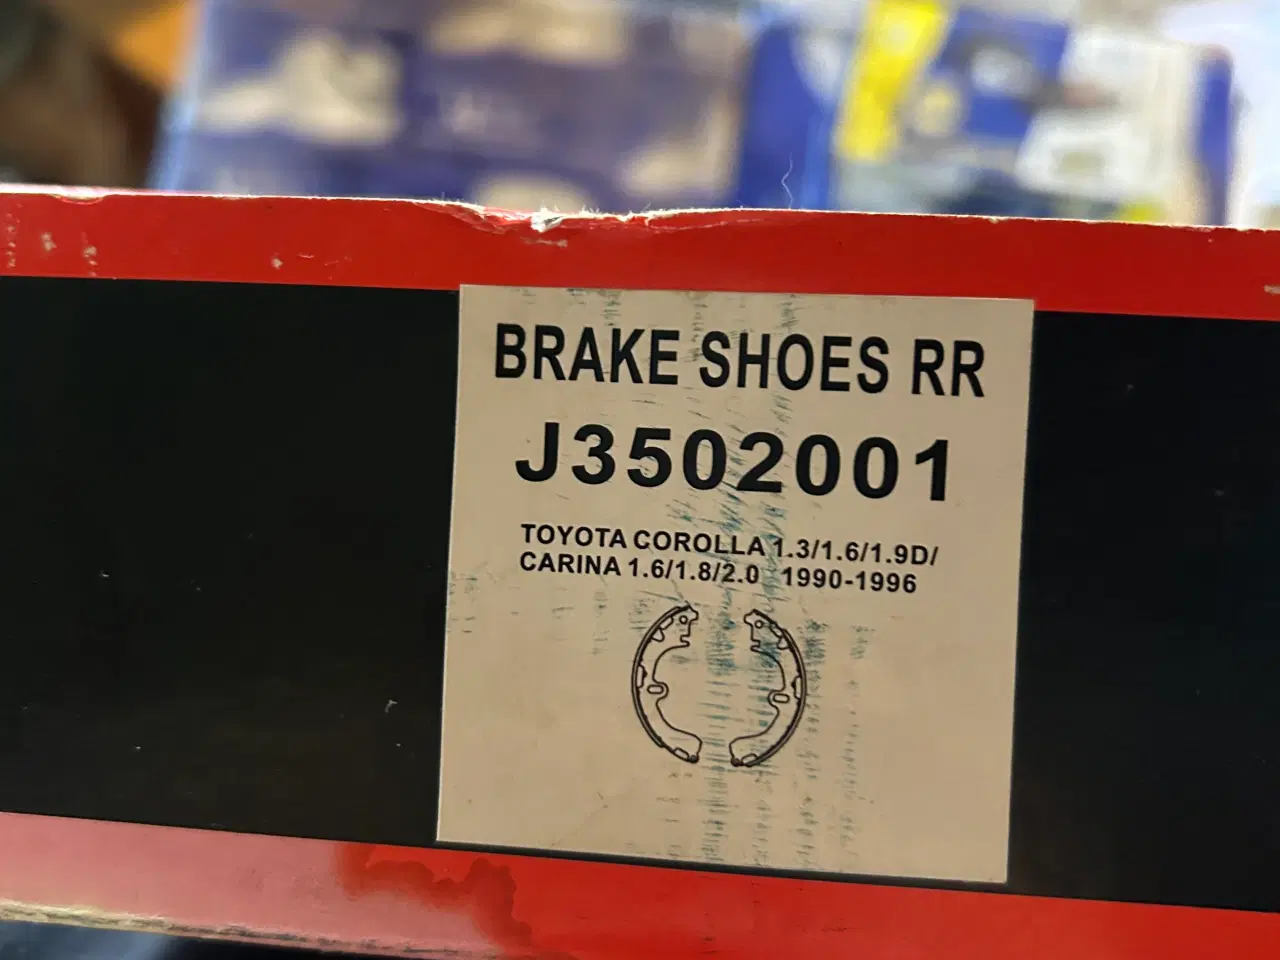 BRAKE SHOES RR
J3502001
TOYOTA COROLLA 1.3/1.6/1.9D/
CARINA 1.6/1.8/2.0 1990-1996